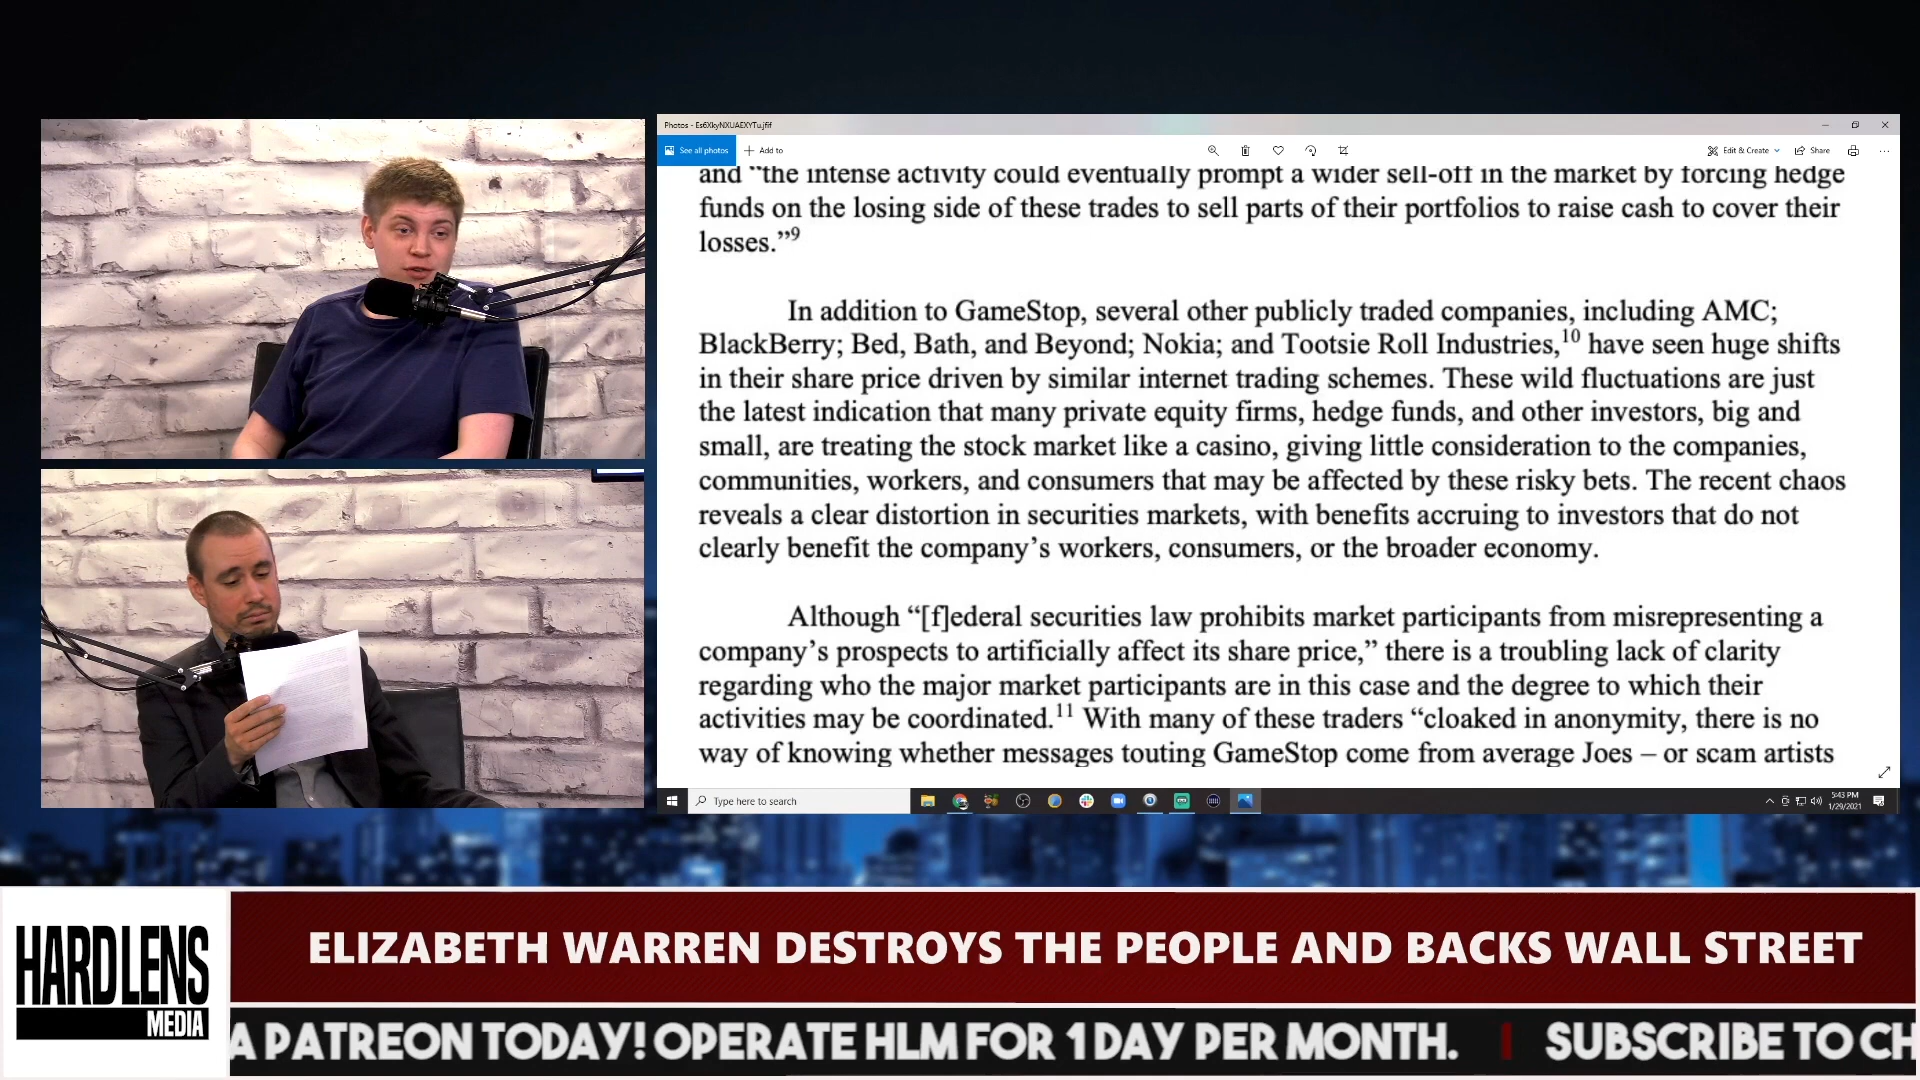 Photos - Es6XkyNXUAEXYTu.jfif
See all photos
Add to
Edit & Create
Share
and “the intense activity could eventually prompt a wider sell-off in the market by forcing hedge
funds on the losing side of these trades to sell parts of their portfolios to raise cash to cover their
losses.”9
In addition to GameStop, several other publicly traded companies, including AMC;
BlackBerry; Bed, Bath, and Beyond; Nokia; and Tootsie Roll Industries,10 have seen huge shifts
in their share price driven by similar internet trading schemes. These wild fluctuations are just
the latest indication that many private equity firms, hedge funds, and other investors, big and
small, are treating the stock market like a casino, giving little consideration to the companies,
communities, workers, and consumers that may be affected by these risky bets. The recent chaos
reveals a clear distortion in securities markets, with benefits accruing to investors that do not
clearly benefit the company’s workers, consumers, or the broader economy.
Although “[f]ederal securities law prohibits market participants from misrepresenting a
company’s prospects to artificially affect its share price,” there is a troubling lack of clarity
regarding who the major market participants are in this case and the degree to which their
activities may be coordinated.11 With many of these traders “cloaked in anonymity, there is no
way of knowing whether messages touting GameStop come from average Joes – or scam artists
Type here to search
5:43 PM
1/29/2021
HARD LENS
MEDIA
ELIZABETH WARREN DESTROYS THE PEOPLE AND BACKS WALL STREET
A PATREON TODAY! OPERATE HLM FOR 1 DAY PER MONTH. | SUBSCRIBE TO CH